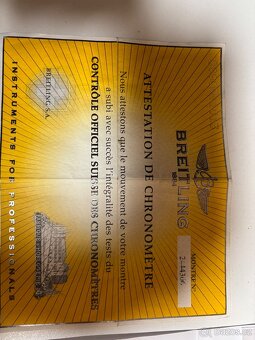 BREITLING
1884
ATTESTATION DE CHRONOMÈTRE
Nous attestons que le mouvement de votre montre
a subi avec succès l'intégralité des tests du
CONTRÔLE OFFICIEL SUISSE DES CHRONOMÈTRES
BREITLING S.A.
INSTRUMENTS FOR PROFESSIONALS